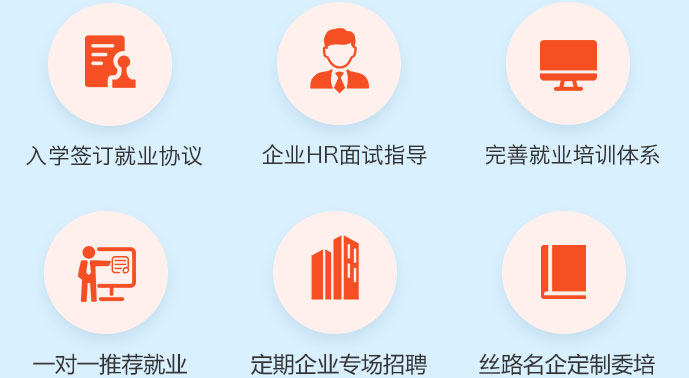 入学签订就业协议
企业HR面试指导
完善就业培训体系
一对一推荐就业
定期企业专场招聘
丝路名企定制委培